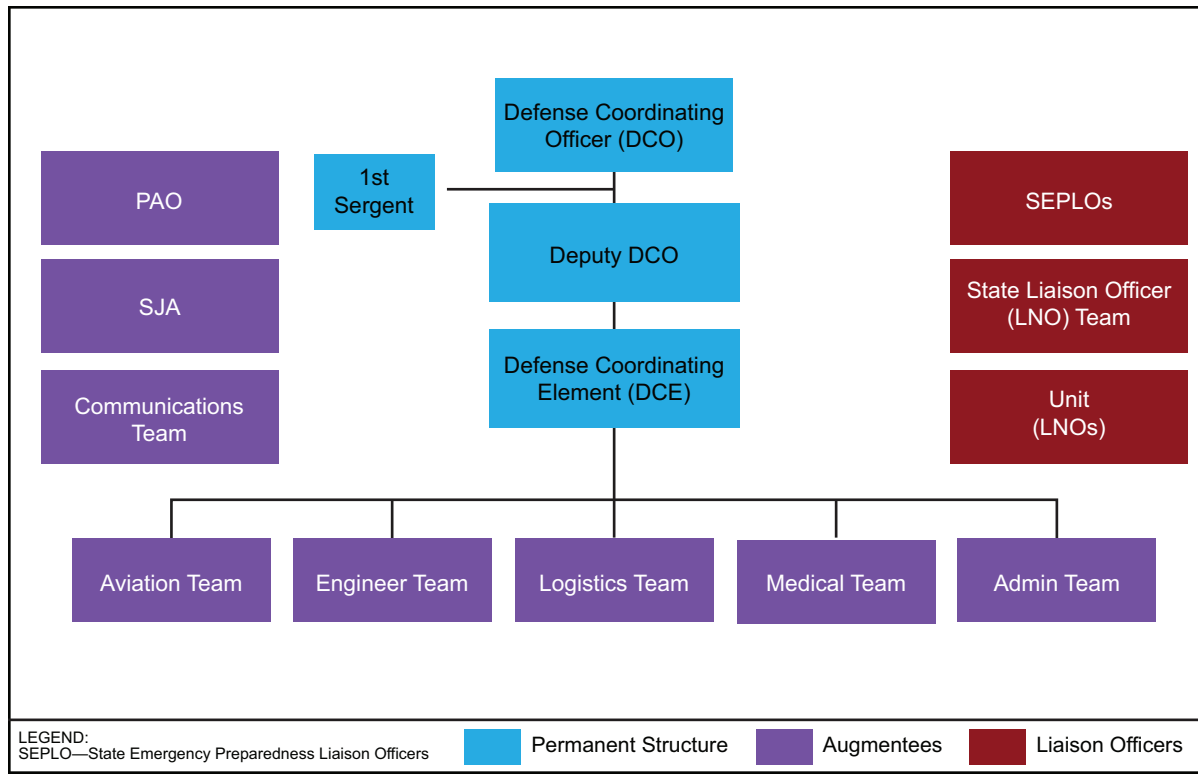 Defense Coordinating
Officer (DCO)
1st
Sergent
PAO
SEPLOs
Deputy DCO
SJA
State Liaison Officer
(LNO) Team
Defense Coordinating
Element (DCE)
Communications
Team
Unit
(LNOs)
Aviation Team
Engineer Team
Logistics Team
Medical Team
Admin Team
LEGEND:
SEPLO—State Emergency Preparedness Liaison Officers
Permanent Structure
Augmentees
Liaison Officers